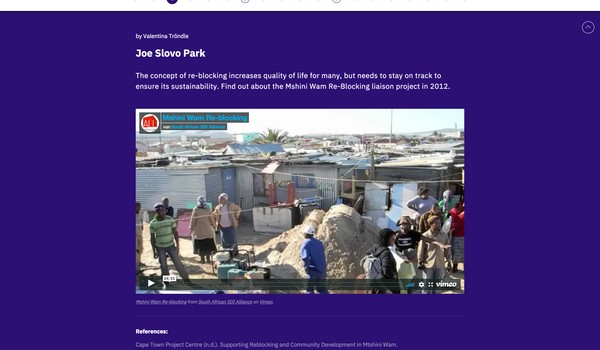 by Valentina Tröndle
Joe Slovo Park
The concept of re-blocking increases quality of life for many, but needs to stay on track to
ensure its sustainability. Find out about the Mshini Wam Re-Blocking liaison project in 2012.
Mshini Wam Re-blocking
von South African SDI Alliance
vimeo
Mshini Wam Re-blocking from South African SDI Alliance on Vimeo.
References:
Cape Town Project Centre (n.d.). Supporting Reblocking and Community Development in Mtshini Wam.